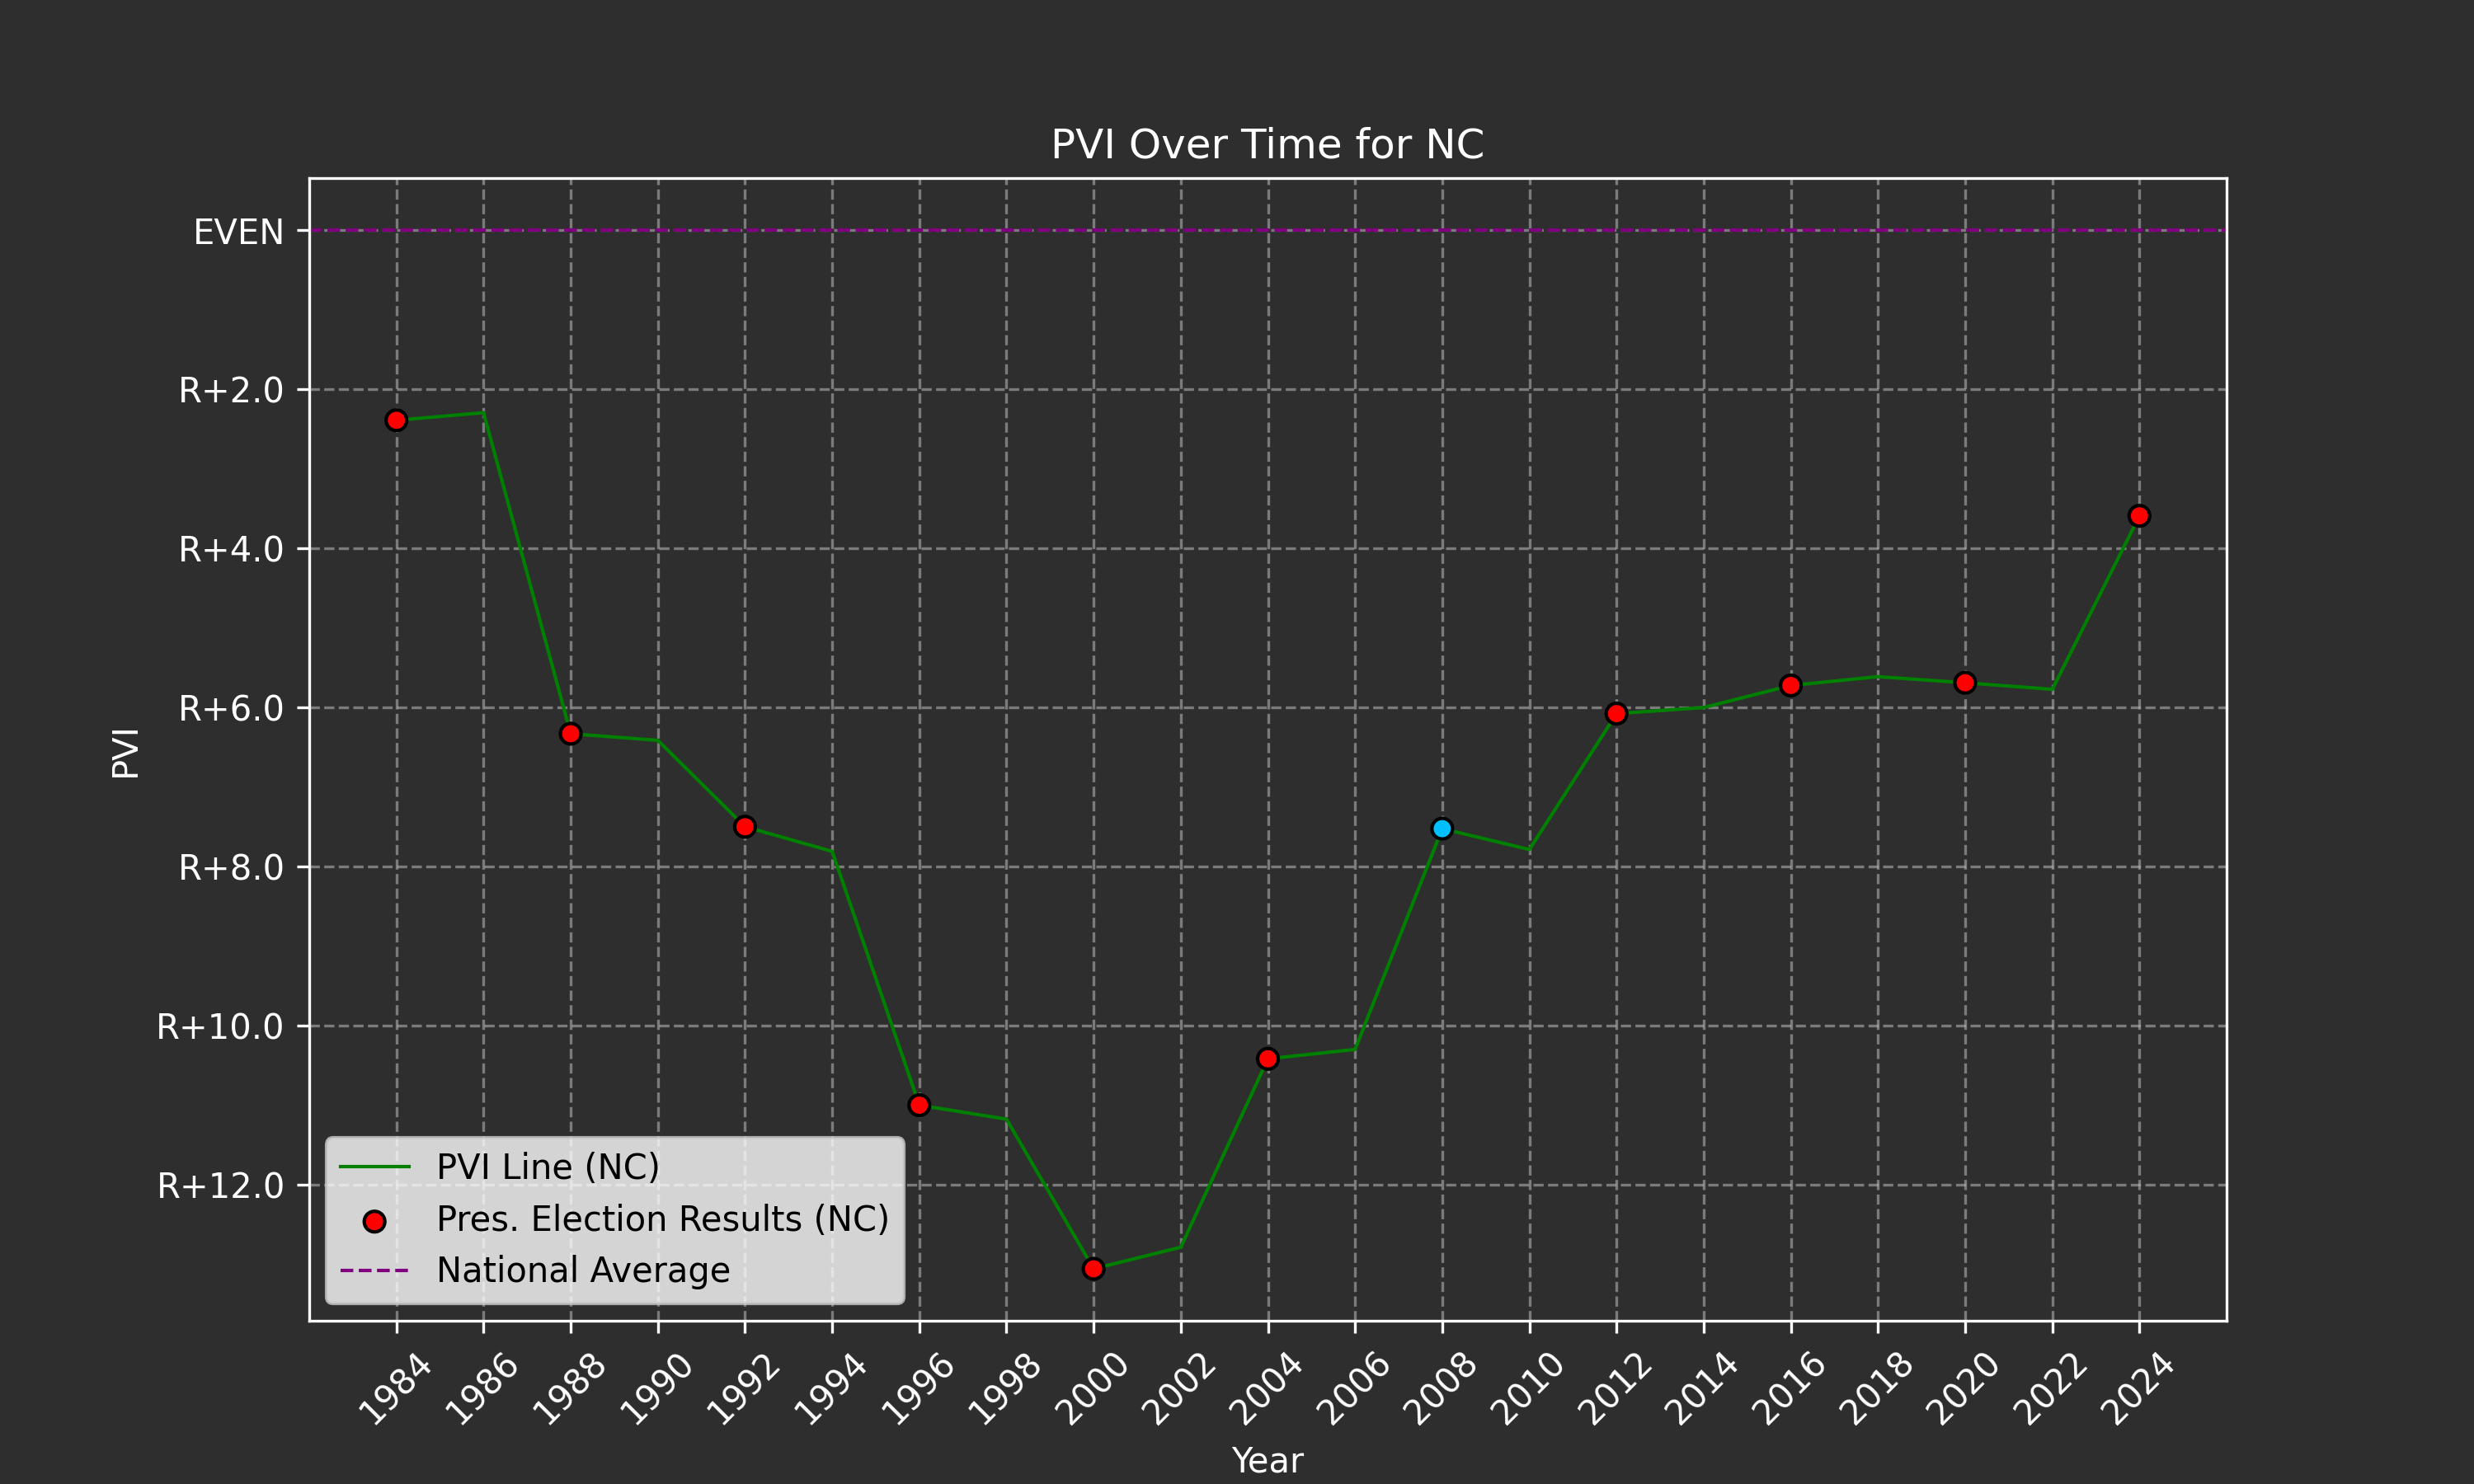 PVI Over Time for NC
EVEN
R+2.0
R+4.0
R+6.0
R+8.0
R+10.0
R+12.0
PVI
PVI Line (NC)
Pres. Election Results (NC)
National Average
1984 1986 1988 1990 1992 1994 1996 1998 2000 2002 2004 2006 2008 2010 2012 2014 2016 2018 2020 2022 2024
Year